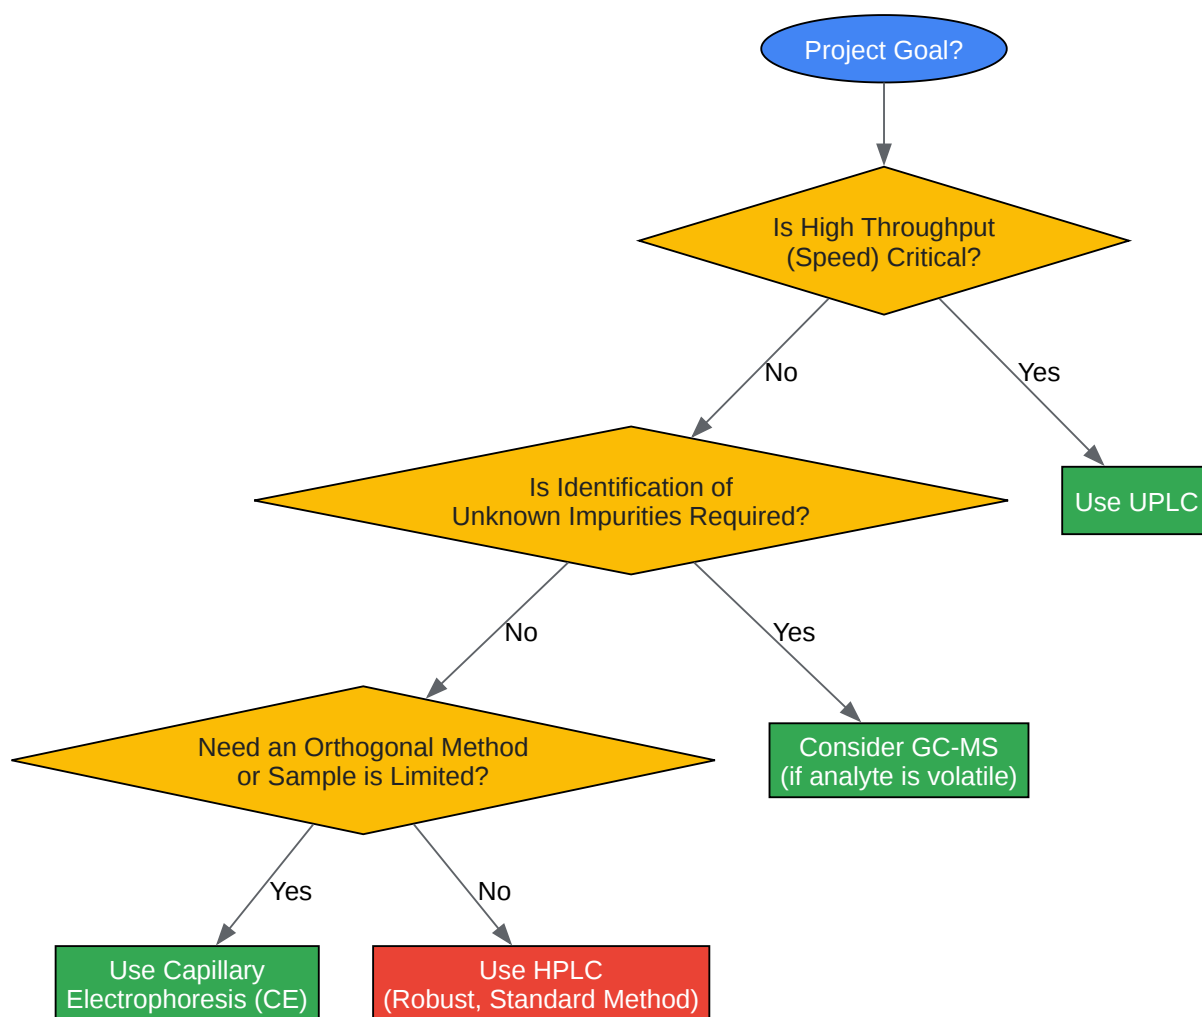 Project Goal?
Is High Throughput
(Speed) Critical?
No
Yes
Is Identification of
Unknown Impurities Required?
Use UPLC
No
Yes
Need an Orthogonal Method
or Sample is Limited?
Consider GC-MS
(if analyte is volatile)
Yes
No
Use Capillary
Electrophoresis (CE)
Use HPLC
(Robust, Standard Method)